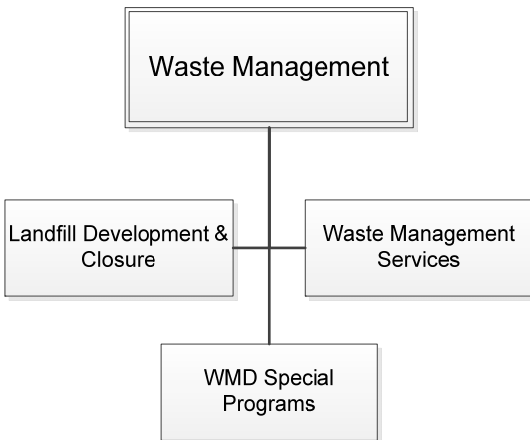 Waste Management
Landfill Development &
Closure
Waste Management
Services
WMD Special
Programs